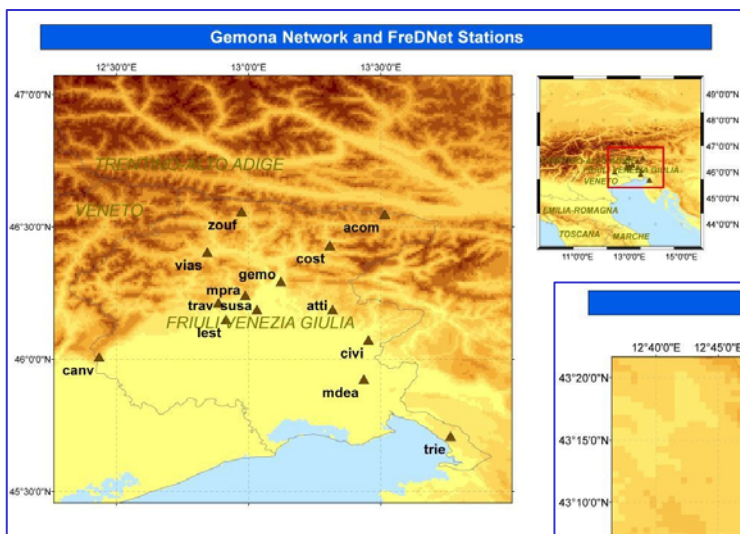 Gemona Network and FreDNet Stations
12°30'0"E 13°0'0"E 13°30'0"E
47°0'0"N
TRENTINO ALTO ADIGE
VENETO
zouf
acom
46°30'0"N
cost
vias
gemo
mpra
trav susa
atti
FRIULI VENEZIA GIULIA
lest
civi
46°0'0"N
canv
mdea
trie
45°30'0"N
49°0'0"N
48°0'0"N
47°0'0"N
46°0'0"N
45°0'0"N
44°0'0"N
FRIULI VENEZIA GIULIA
VENETO
EMILIA-ROMAGNA
TOSCANA
MARCHE
11°0'0"E 13°0'0"E 15°0'0"E
12°40'0"E 12°45'0"E
43°20'0"N
43°15'0"N
43°10'0"N